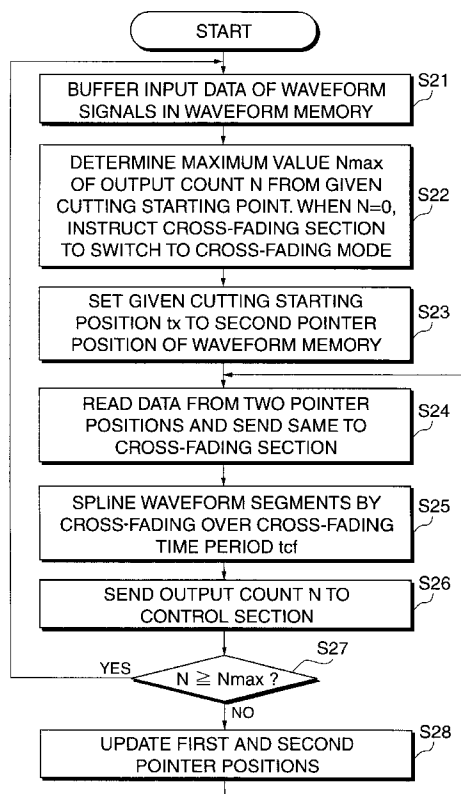 START
S21
BUFFER INPUT DATA OF WAVEFORM
SIGNALS IN WAVEFORM MEMORY
DETERMINE MAXIMUM VALUE Nmax
OF OUTPUT COUNT N FROM GIVEN
CUTTING STARTING POINT. WHEN N=0,
INSTRUCT CROSS-FADING SECTION
TO SWITCH TO CROSS-FADING MODE
S22
SET GIVEN CUTTING STARTING
POSITION tx TO SECOND POINTER
POSITION OF WAVEFORM MEMORY
S23
READ DATA FROM TWO POINTER
POSITIONS AND SEND SAME TO
CROSS-FADING SECTION
S24
SPLINE WAVEFORM SEGMENTS BY
CROSS-FADING OVER CROSS-FADING
TIME PERIOD tcf
S25
SEND OUTPUT COUNT N TO
CONTROL SECTION
S26
S27
YES
N ≧ Nmax ?
NO
UPDATE FIRST AND SECOND
POINTER POSITIONS
S28